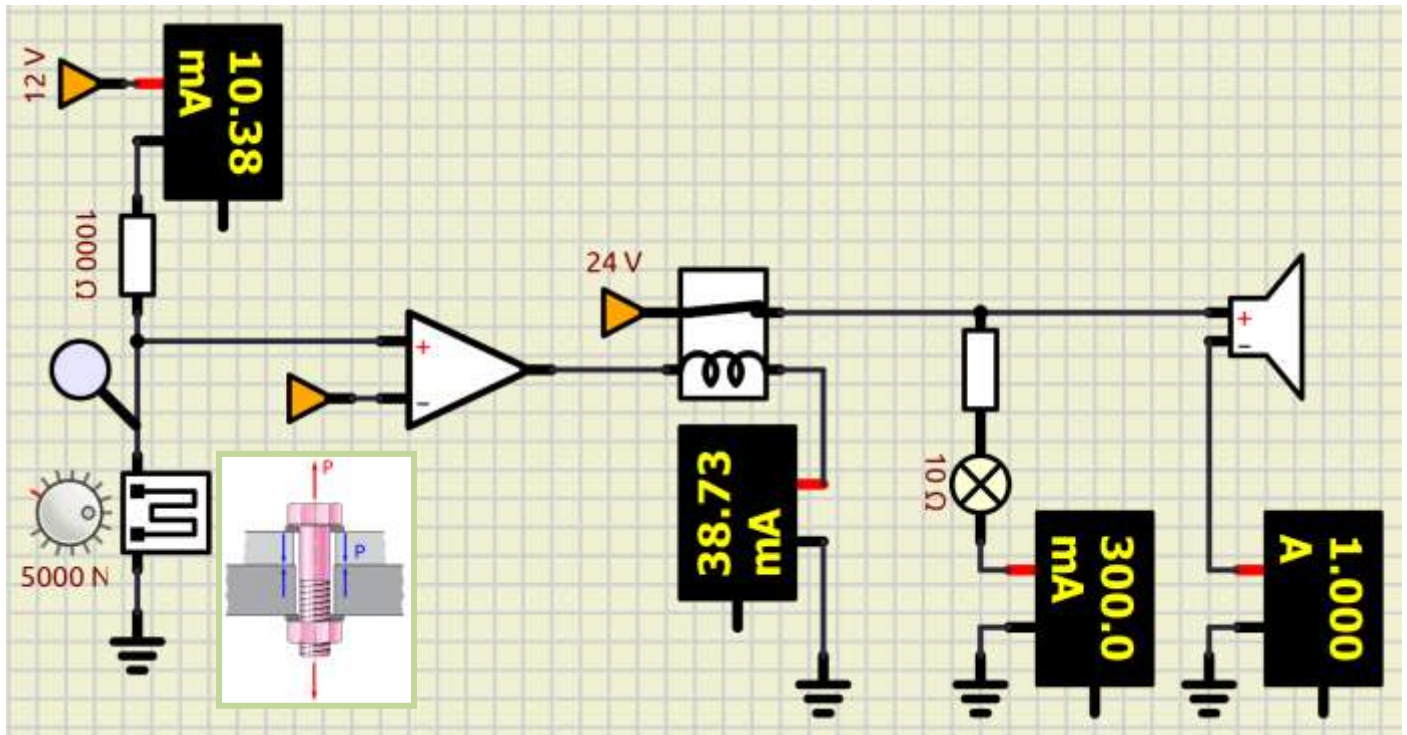 12 V
10.38
mA
1000 Ω
24 V
+
−
+
−
5000 N
P
P
38.73
mA
10 Ω
300.0
mA
1.000
A